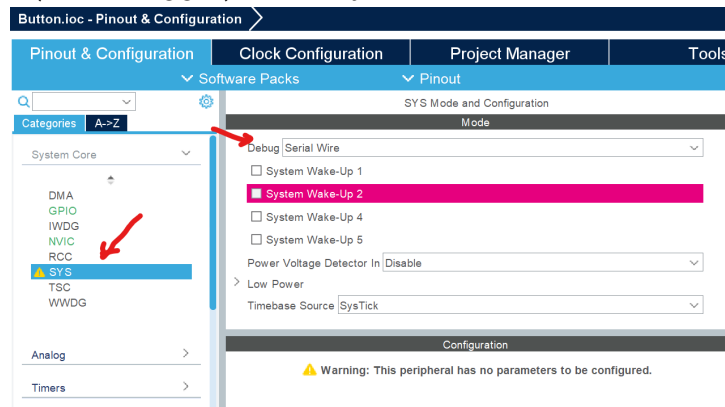 Button.ioc - Pinout & Configuration
Pinout & Configuration
Clock Configuration
Project Manager
Tools
Software Packs
Pinout
SYS Mode and Configuration
Categories A->Z
Mode
System Core
Debug Serial Wire
System Wake-Up 1
System Wake-Up 2
System Wake-Up 4
System Wake-Up 5
DMA
GPIO
IWDG
NVIC
RCC
SYS
TSC
WWDG
Power Voltage Detector In Disable
Low Power
Timebase Source SysTick
Configuration
Warning: This peripheral has no parameters to be configured.
Analog
Timers